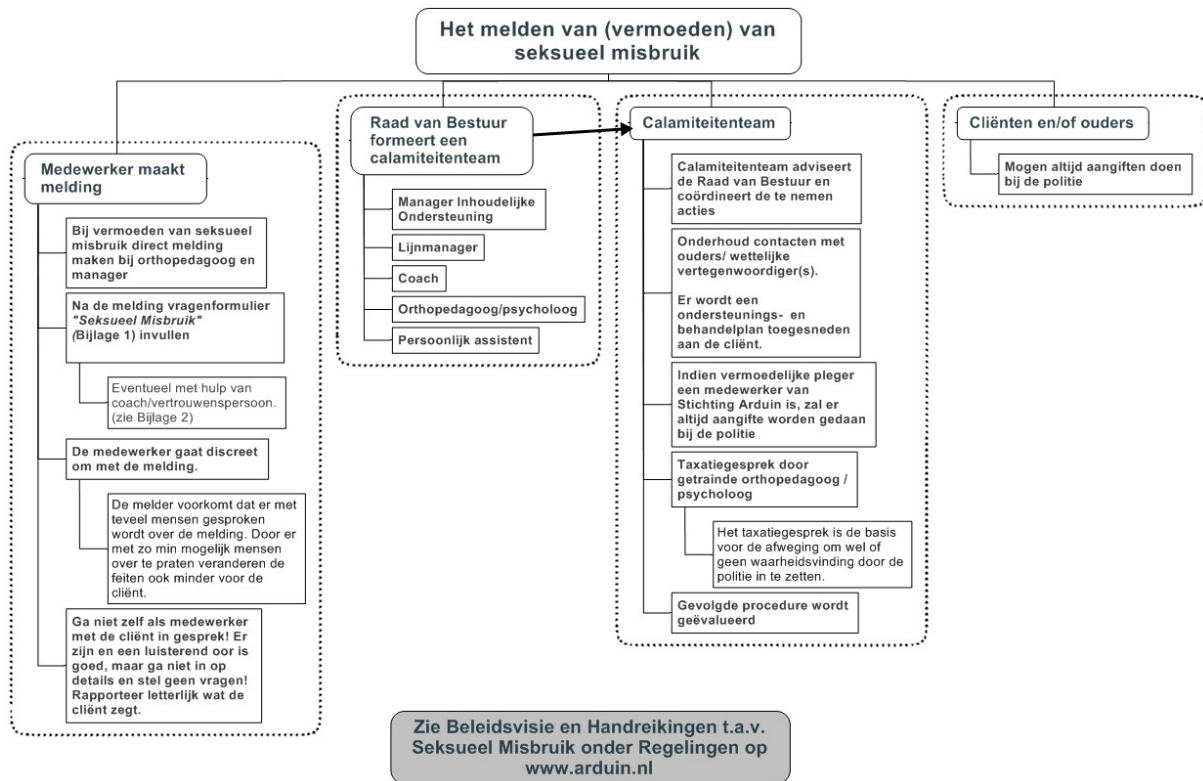 Het melden van (vermoeden) van
seksueel misbruik
Medewerker maakt
melding
Bij vermoeden van seksueel
misbruik direct melding
maken bij orthopedagoog en
manager
Na de melding vragenformulier
"Seksueel Misbruik"
(Bijlage 1) invullen
Eventueel met hulp van
coach/vertrouwenspersoon.
(zie Bijlage 2)
De medewerker gaat discreet
om met de melding.
De melder voorkomt dat er met
teveel mensen gesproken
wordt over de melding. Door er
met zo min mogelijk mensen
over te praten veranderen de
feiten ook minder voor de
cliënt.
Ga niet zelf als medewerker
met de cliënt in gesprek! Er
zijn en een luisterend oor is
goed, maar ga niet in op
details en stel geen vragen!
Rapporteer letterlijk wat de
cliënt zegt.
Raad van Bestuur
formeert een
calamiteitenteam
Manager Inhoudelijke
Ondersteuning
Lijnmanager
Coach
Orthopedagoog/psycholoog
Persoonlijk assistent
Calamiteitenteam
Calamiteitenteam adviseert
de Raad van Bestuur en
coördineert de te nemen
acties
Onderhoud contacten met
ouders/ wettelijke
vertegenwoordiger(s).
Er wordt een
ondersteunings- en
behandelplan toegesneden
aan de cliënt.
Indien vermoedelijke pleger
een medewerker van
Stichting Arduin is, zal er
altijd aangifte worden gedaan
bij de politie
Taxatiegesprek door
getrainde orthopedagoog /
psycholoog
Het taxatiegesprek is de basis
voor de afweging om wel of
geen waarheidsvinding door de
politie in te zetten.
Gevolgde procedure wordt
geëvalueerd
Cliënten en/of ouders
Mogen altijd aangiften doen
bij de politie
Zie Beleidsvisie en Handreikingen t.a.v.
Seksueel Misbruik onder Regelingen op
www.arduin.nl